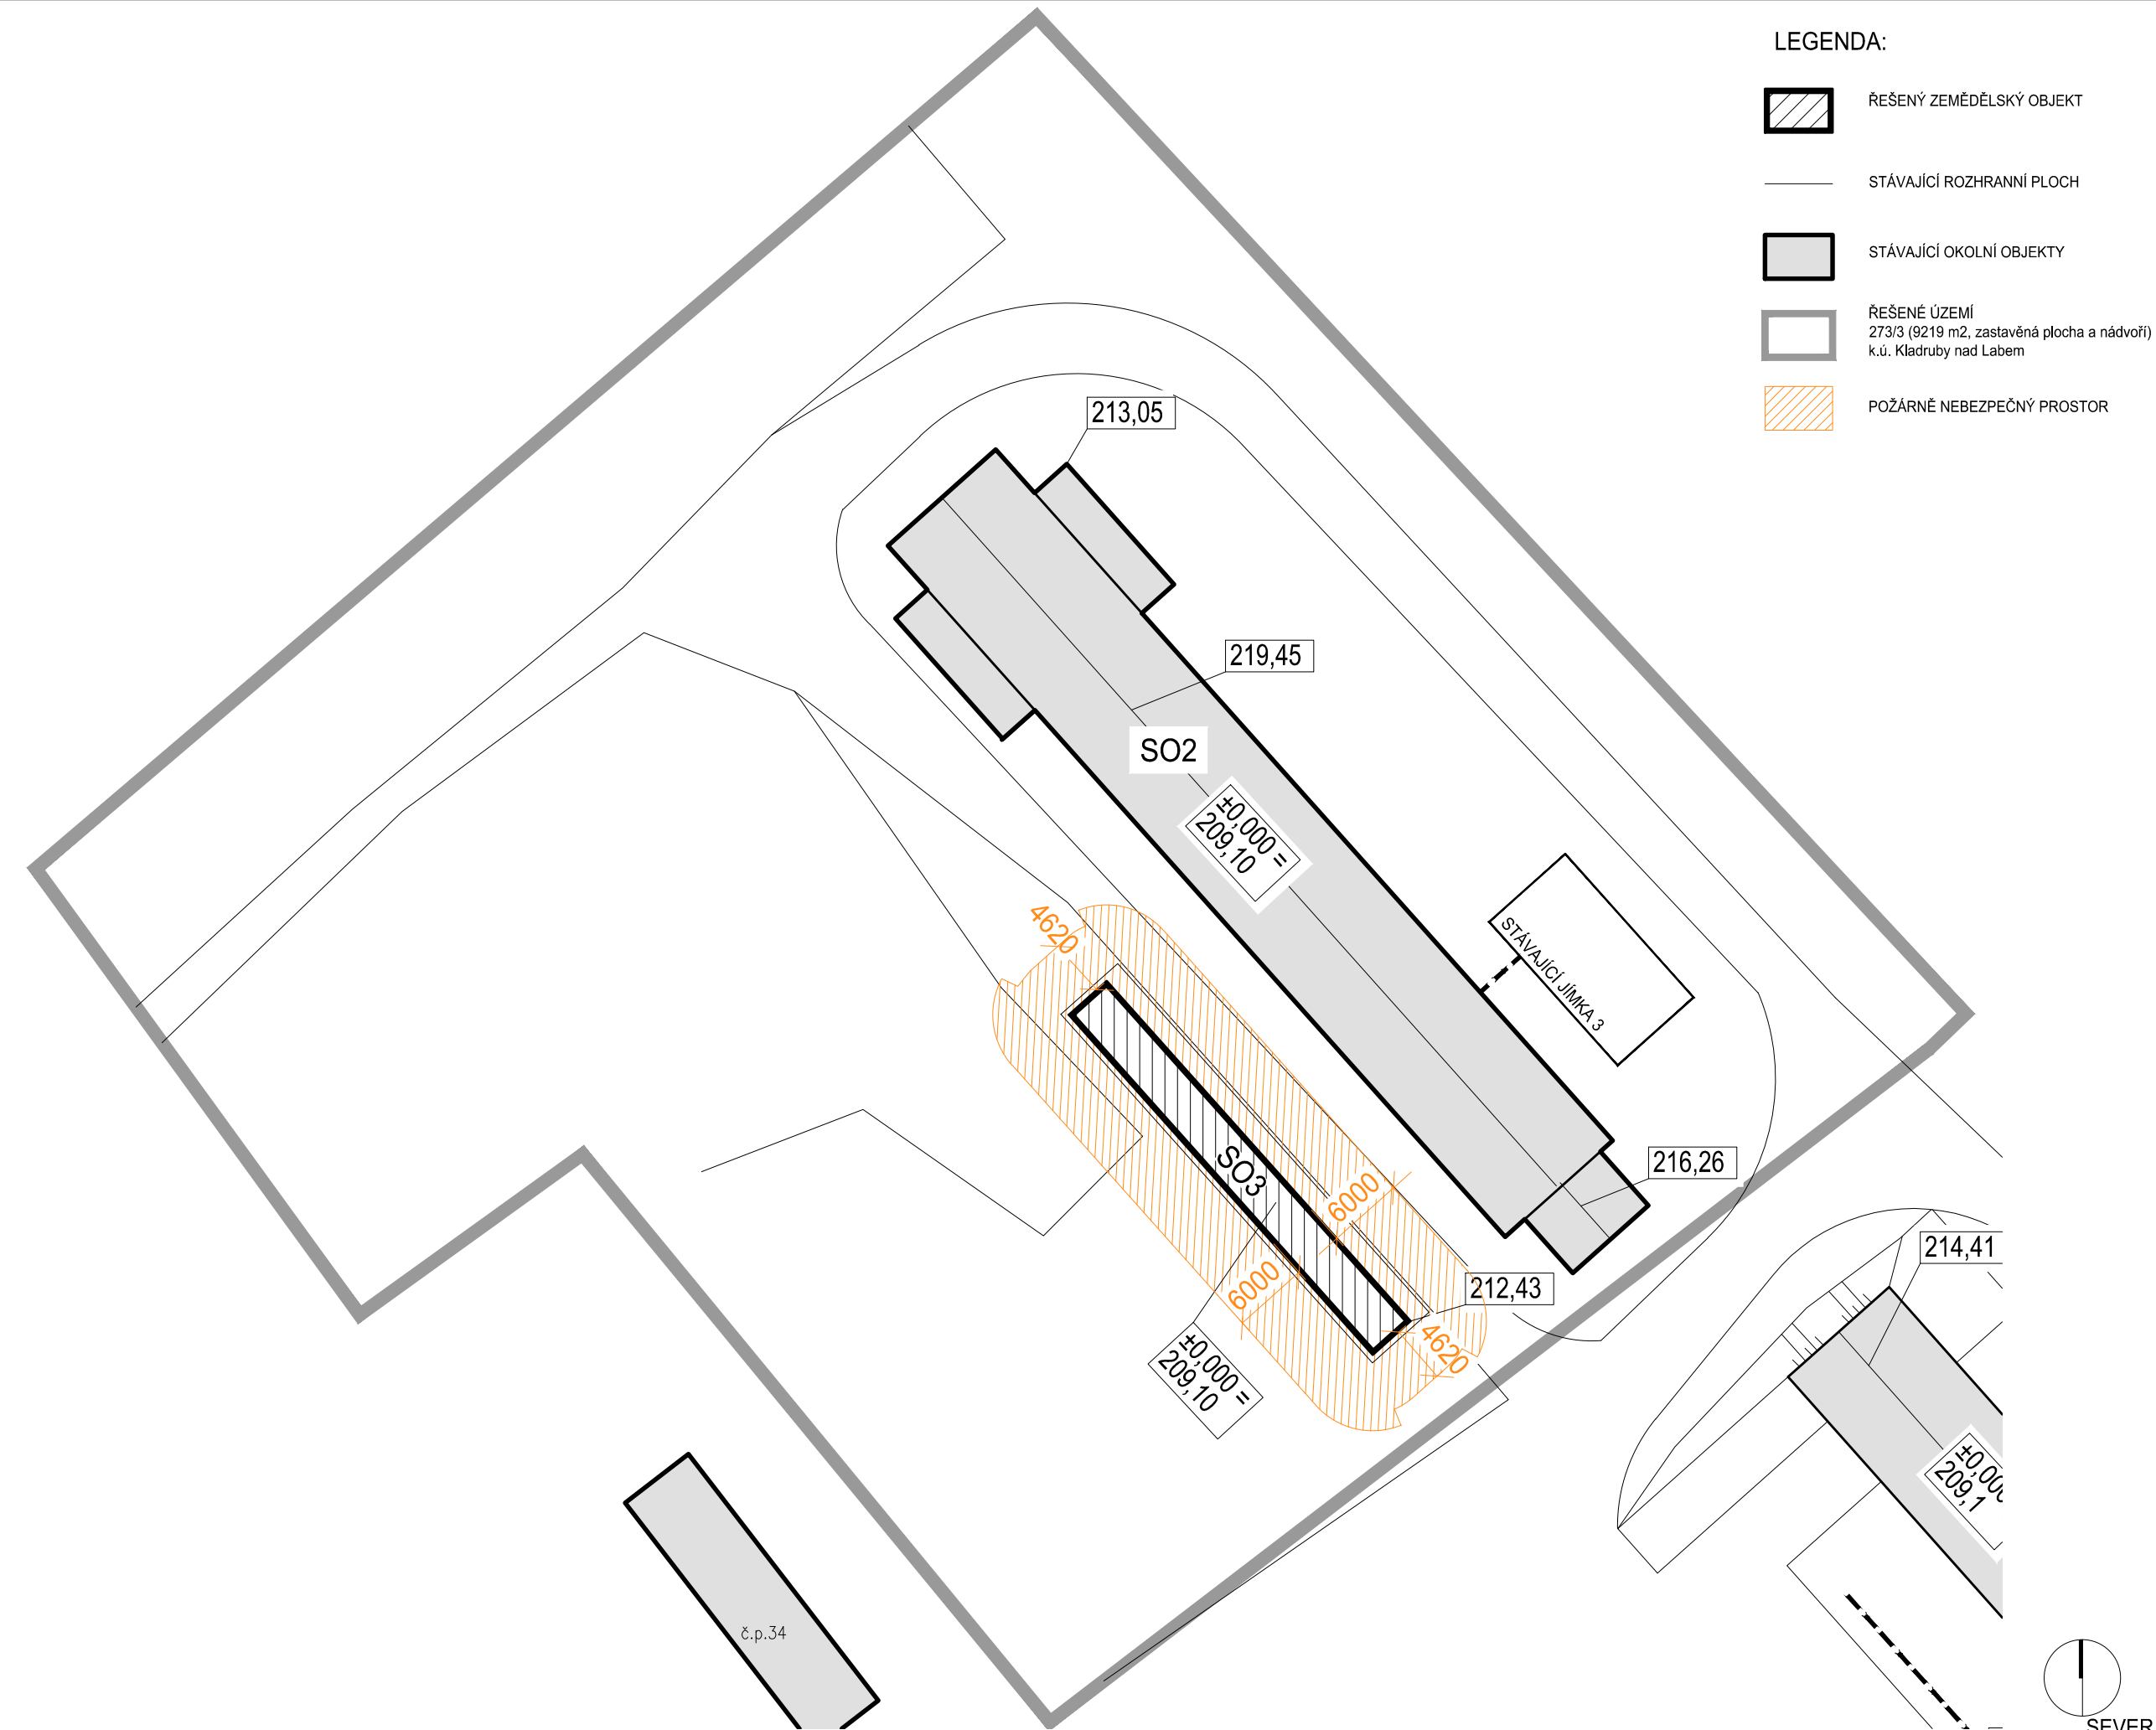 LEGENDA:
ŘEŠENÝ ZEMĚDĚLSKÝ OBJEKT
STÁVAJÍCÍ ROZHRANNÍ PLOCH
STÁVAJÍCÍ OKOLNÍ OBJEKTY
ŘEŠENÉ ÚZEMÍ
273/3 (9219 m2, zastavěná plocha a nádvoří)
k.ú. Kladruby nad Labem
POŽÁRNĚ NEBEZPEČNÝ PROSTOR
213,05
219,45
SO2
±0,000 =
209,10
4620
STÁVAJÍCÍ JÍMKA 3
SO3
6000
216,26
6000
214,41
212,43
4620
±0,000 =
209,10
±0,000
209,1
č.p.34
SEVER